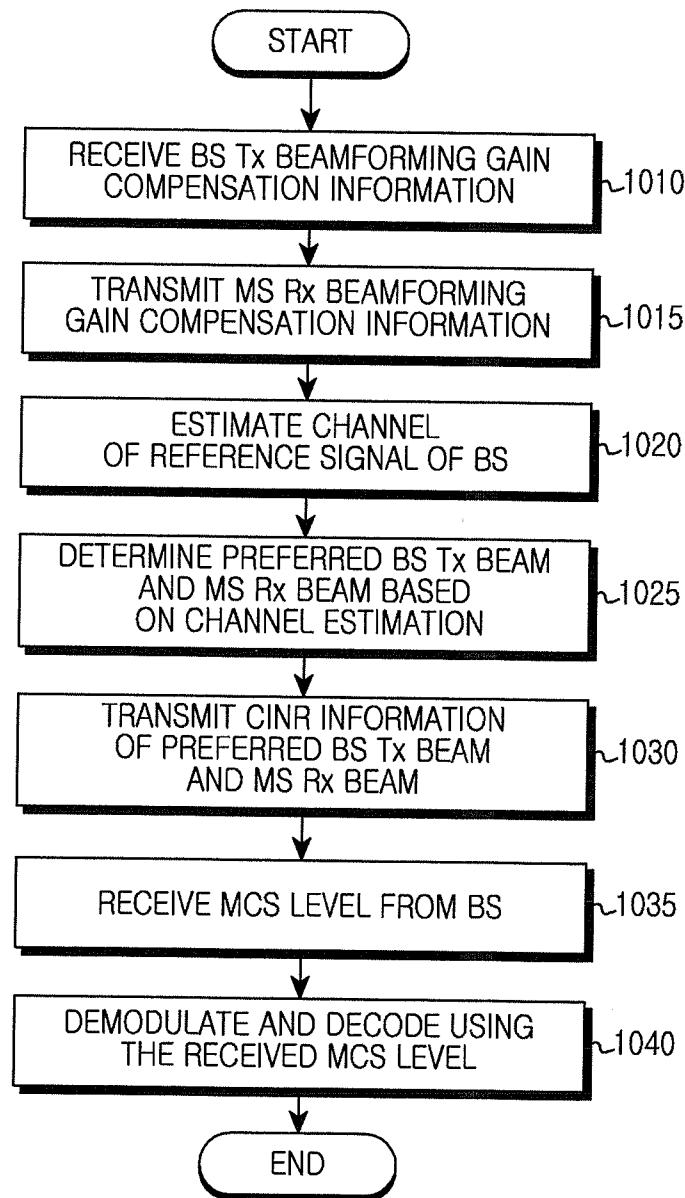 START
RECEIVE BS Tx BEAMFORMING GAIN
COMPENSATION INFORMATION
1010
TRANSMIT MS Rx BEAMFORMING
GAIN COMPENSATION INFORMATION
1015
ESTIMATE CHANNEL
OF REFERENCE SIGNAL OF BS
1020
DETERMINE PREFERRED BS Tx BEAM
AND MS Rx BEAM BASED
ON CHANNEL ESTIMATION
1025
TRANSMIT CINR INFORMATION
OF PREFERRED BS Tx BEAM
AND MS Rx BEAM
1030
RECEIVE MCS LEVEL FROM BS
1035
DEMODULATE AND DECODE USING
THE RECEIVED MCS LEVEL
1040
END